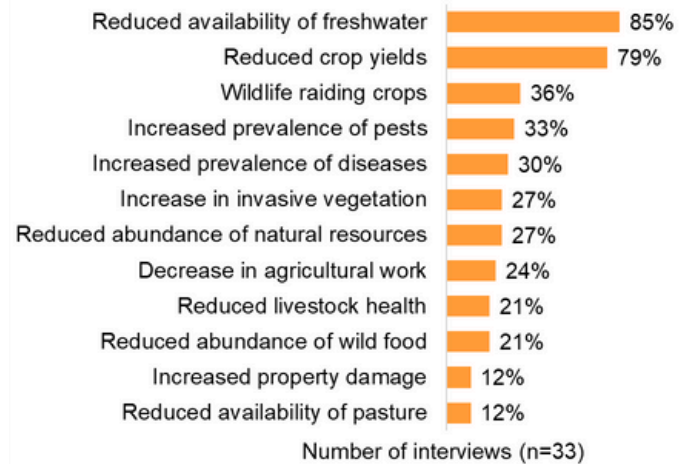 Reduced availability of freshwater 85%
Reduced crop yields 79%
Wildlife raiding crops 36%
Increased prevalence of pests 33%
Increased prevalence of diseases 30%
Increase in invasive vegetation 27%
Reduced abundance of natural resources 27%
Decrease in agricultural work 24%
Reduced livestock health 21%
Reduced abundance of wild food 21%
Increased property damage 12%
Reduced availability of pasture 12%
Number of interviews (n=33)